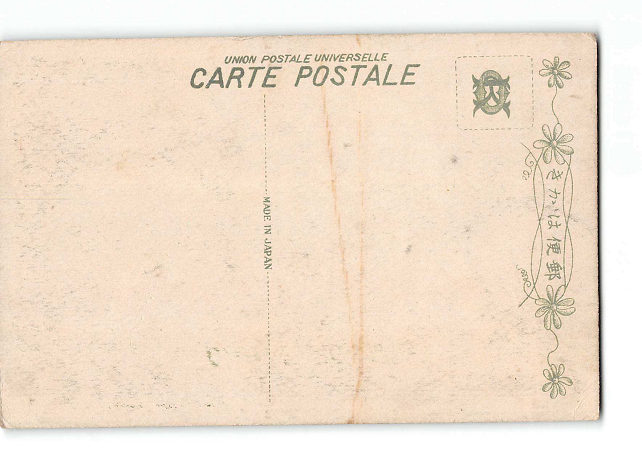 UNION POSTALE UNIVERSELLE
CARTE POSTALE
きかは便郵
MADE IN JAPAN